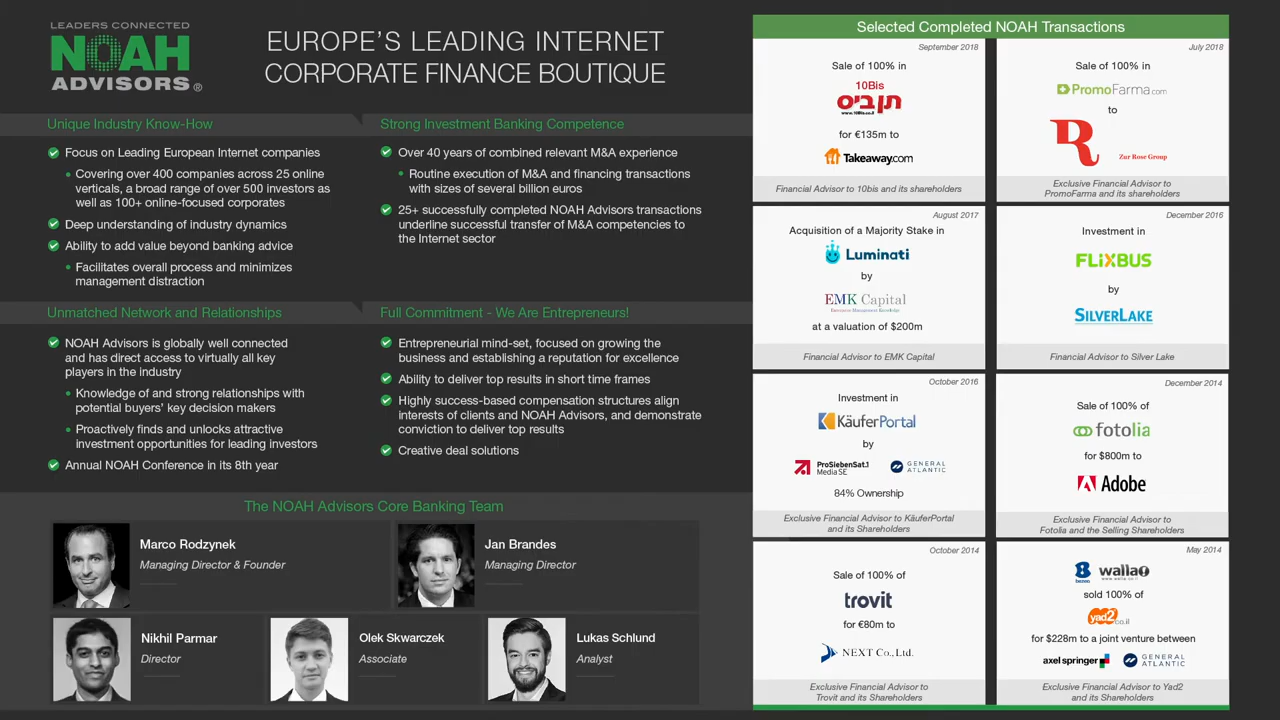 LEADERS CONNECTED
NOAH
ADVISORS®
EUROPE'S LEADING INTERNET
CORPORATE FINANCE BOUTIQUE
Unique Industry Know-How
Focus on Leading European Internet companies
• Covering over 400 companies across 25 online
verticals, a broad range of over 500 investors as
well as 100+ online-focused corporates
Deep understanding of industry dynamics
Ability to add value beyond banking advice
• Facilitates overall process and minimizes
management distraction
Strong Investment Banking Competence
Over 40 years of combined relevant M&A experience
• Routine execution of M&A and financing transactions
with sizes of several billion euros
25+ successfully completed NOAH Advisors transactions
underline successful transfer of M&A competencies to
the Internet sector
Unmatched Network and Relationships
NOAH Advisors is globally well connected
and has direct access to virtually all key
players in the industry
• Knowledge of and strong relationships with
potential buyers' key decision makers
• Proactively finds and unlocks attractive
investment opportunities for leading investors
Annual NOAH Conference in its 8th year
Full Commitment - We Are Entrepreneurs!
Entrepreneurial mind-set, focused on growing the
business and establishing a reputation for excellence
Ability to deliver top results in short time frames
Highly success-based compensation structures align
interests of clients and NOAH Advisors, and demonstrate
conviction to deliver top results
Creative deal solutions
The NOAH Advisors Core Banking Team
Marco Rodzynek
Managing Director & Founder
Jan Brandes
Managing Director
Nikhil Parmar
Director
Olek Skwarczek
Associate
Lukas Schlund
Analyst
Selected Completed NOAH Transactions
September 2018
Sale of 100% in
10Bis
תן ביס
www.10Bis.co.il
for €135m to
Takeaway.com
Financial Advisor to 10bis and its shareholders
July 2018
Sale of 100% in
PromoFarma.com
to
R
Zur Rose Group
Exclusive Financial Advisor to
PromoFarma and its shareholders
August 2017
Acquisition of a Majority Stake in
Luminati
by
EMK Capital
Executive Management Knowledge
at a valuation of $200m
Financial Advisor to EMK Capital
December 2016
Investment in
FLiXBUS
by
SILVERLAKE
Financial Advisor to Silver Lake
October 2016
Investment in
KäuferPortal
by
ProSiebenSat.1
Media SE
GENERAL
ATLANTIC
84% Ownership
Exclusive Financial Advisor to KäuferPortal
and its Shareholders
December 2014
Sale of 100% of
fotolia
for $800m to
Adobe
Exclusive Financial Advisor to
Fotolia and the Selling Shareholders
October 2014
Sale of 100% of
trovit
for €80m to
NEXT Co., Ltd.
Exclusive Financial Advisor to
Trovit and its Shareholders
May 2014
bezeq
walla
www.walla.co.il
sold 100% of
yad2.co.il
for $228m to a joint venture between
axel springer
GENERAL
ATLANTIC
Exclusive Financial Advisor to Yad2
and its Shareholders